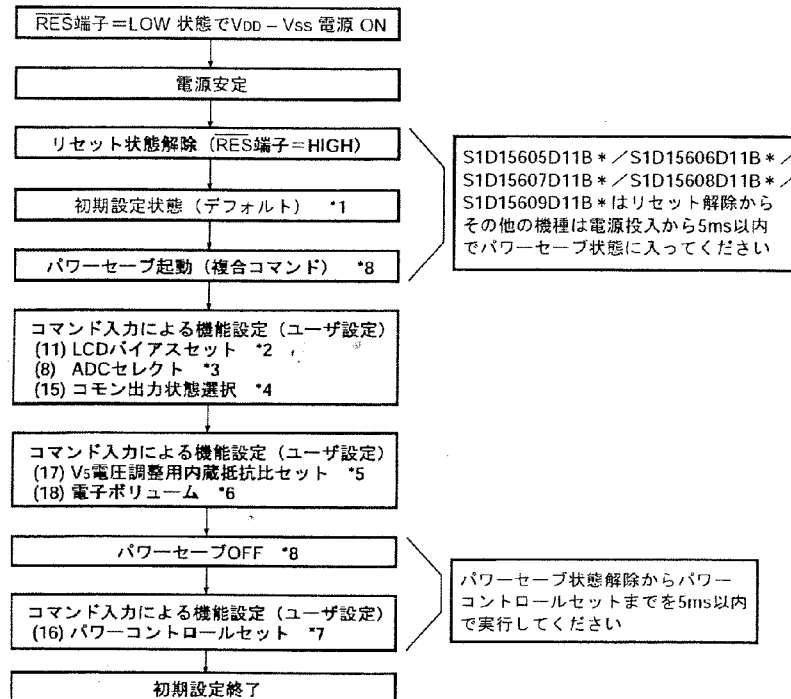 RES端子=LOW 状態でVDD – VSS 電源 ON
電源安定
リセット状態解除（RES端子=HIGH）
初期設定状態（デフォルト） *1
パワーセーブ起動（複合コマンド） *8
S1D15605D11B＊／S1D15606D11B＊／
S1D15607D11B＊／S1D15608D11B＊／
S1D15609D11B＊はリセット解除から
その他の機種は電源投入から5ms以内
でパワーセーブ状態に入ってください
コマンド入力による機能設定（ユーザ設定）
(11) LCDバイアスセット *2
(8) ADCセレクト *3
(15) コモン出力状態選択 *4
コマンド入力による機能設定（ユーザ設定）
(17) V5電圧調整用内蔵抵抗比セット *5
(18) 電子ボリューム *6
パワーセーブOFF *8
コマンド入力による機能設定（ユーザ設定）
(16) パワーコントロールセット *7
パワーセーブ状態解除からパワー
コントロールセットまでを5ms以内
で実行してください
初期設定終了